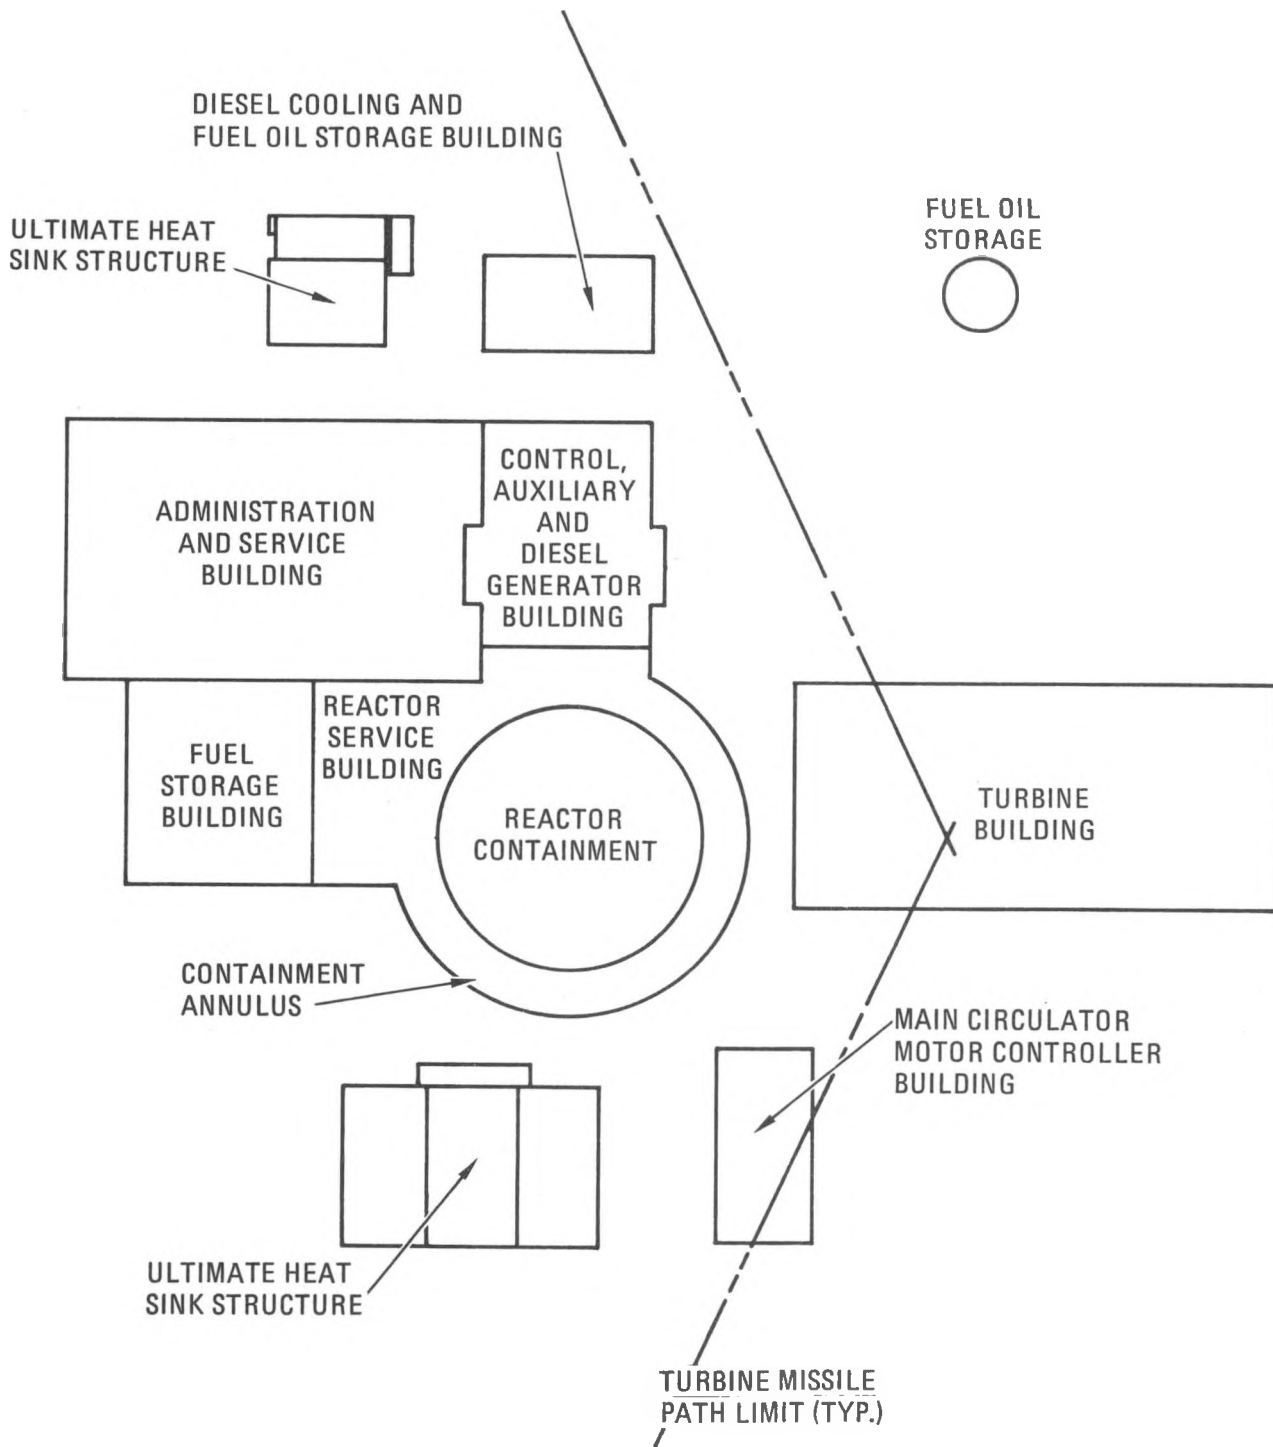 DIESEL COOLING AND
FUEL OIL STORAGE BUILDING
ULTIMATE HEAT
SINK STRUCTURE
FUEL OIL
STORAGE
ADMINISTRATION
AND SERVICE
BUILDING
CONTROL,
AUXILIARY
AND
DIESEL
GENERATOR
BUILDING
FUEL
STORAGE
BUILDING
REACTOR
SERVICE
BUILDING
REACTOR
CONTAINMENT
TURBINE
BUILDING
CONTAINMENT
ANNULUS
MAIN CIRCULATOR
MOTOR CONTROLLER
BUILDING
ULTIMATE HEAT
SINK STRUCTURE
TURBINE MISSILE
PATH LIMIT (TYP.)